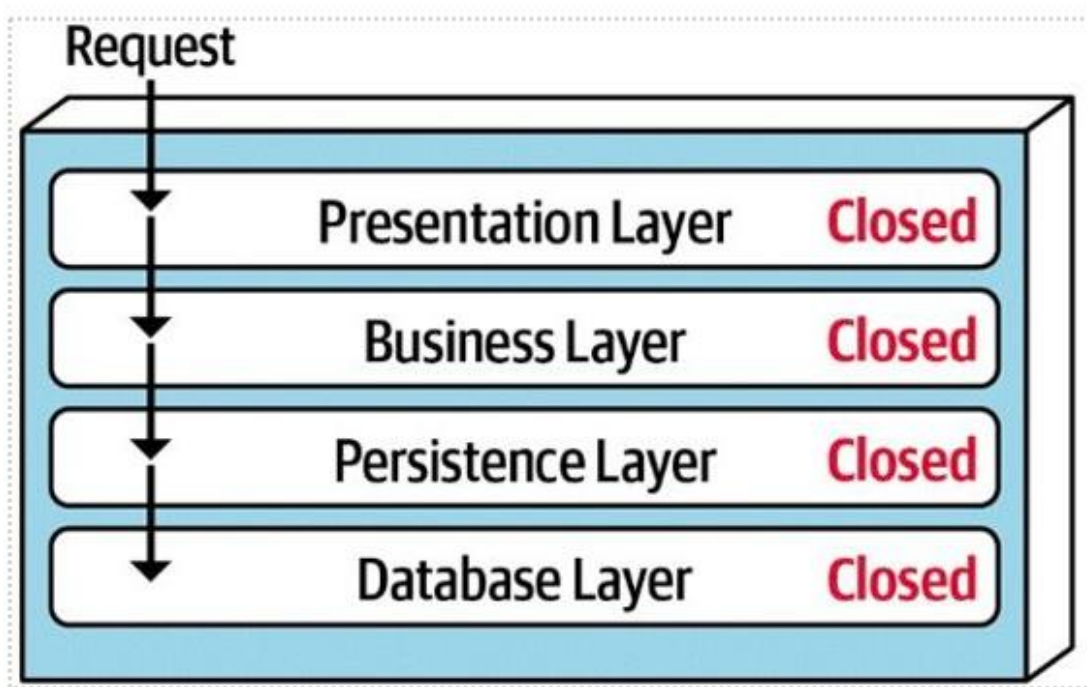 Request
Presentation Layer Closed
Business Layer Closed
Persistence Layer Closed
Database Layer Closed